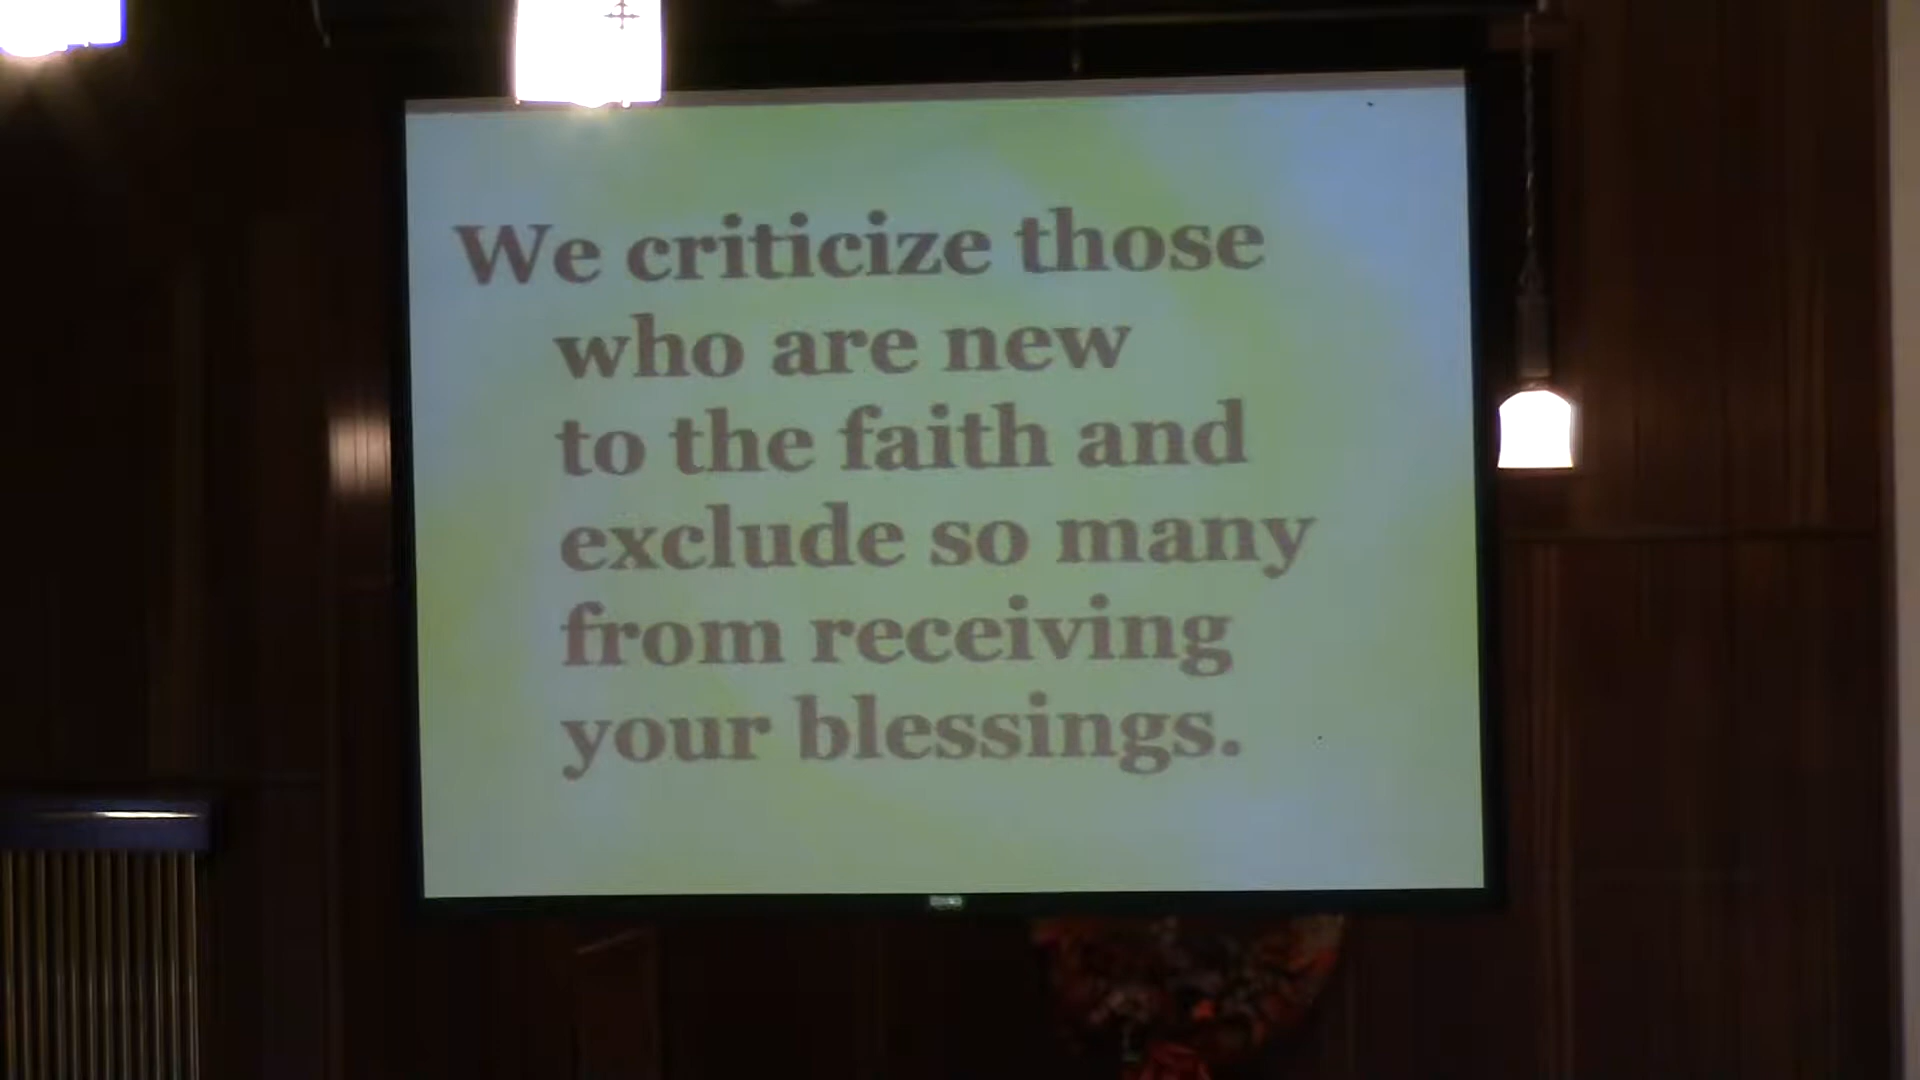 We criticize those
who are new
to the faith and
exclude so many
from receiving
your blessings.